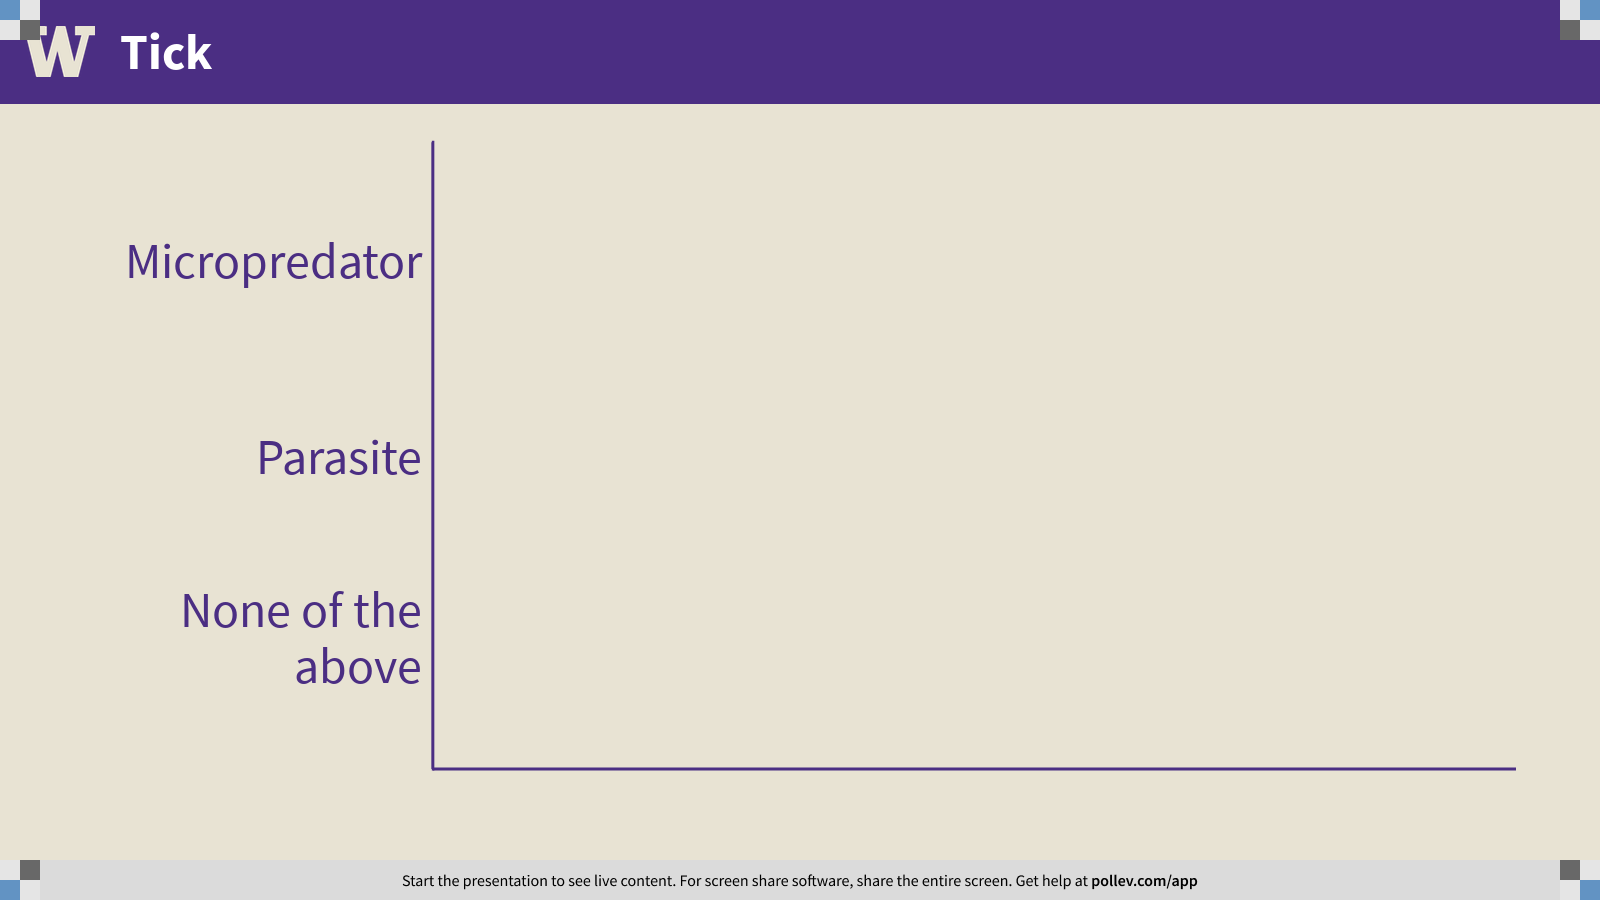 W Tick
Micropredator
Parasite
None of the
above
Start the presentation to see live content. For screen share software, share the entire screen. Get help at pollev.com/app